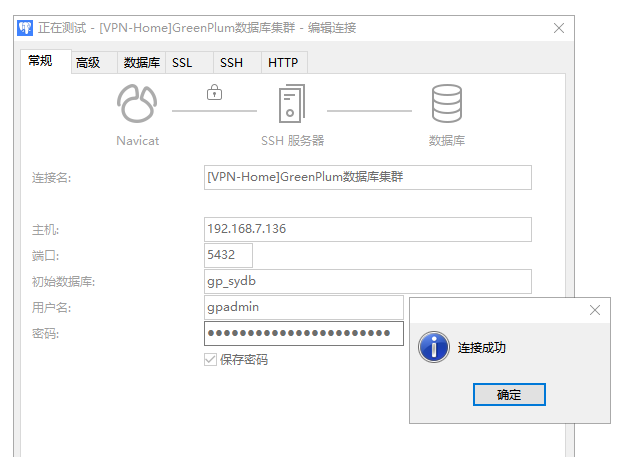 正在测试 - [VPN-Home]GreenPlum数据库集群 - 编辑连接
常规 高级 数据库 SSL SSH HTTP
Navicat SSH 服务器 数据库
连接名: [VPN-Home]GreenPlum数据库集群
主机: 192.168.7.136
端口: 5432
初始数据库: gp_sydb
用户名: gpadmin
密码: ●●●●●●●●●●●●●●●●●●●●●●●
保存密码
连接成功
确定